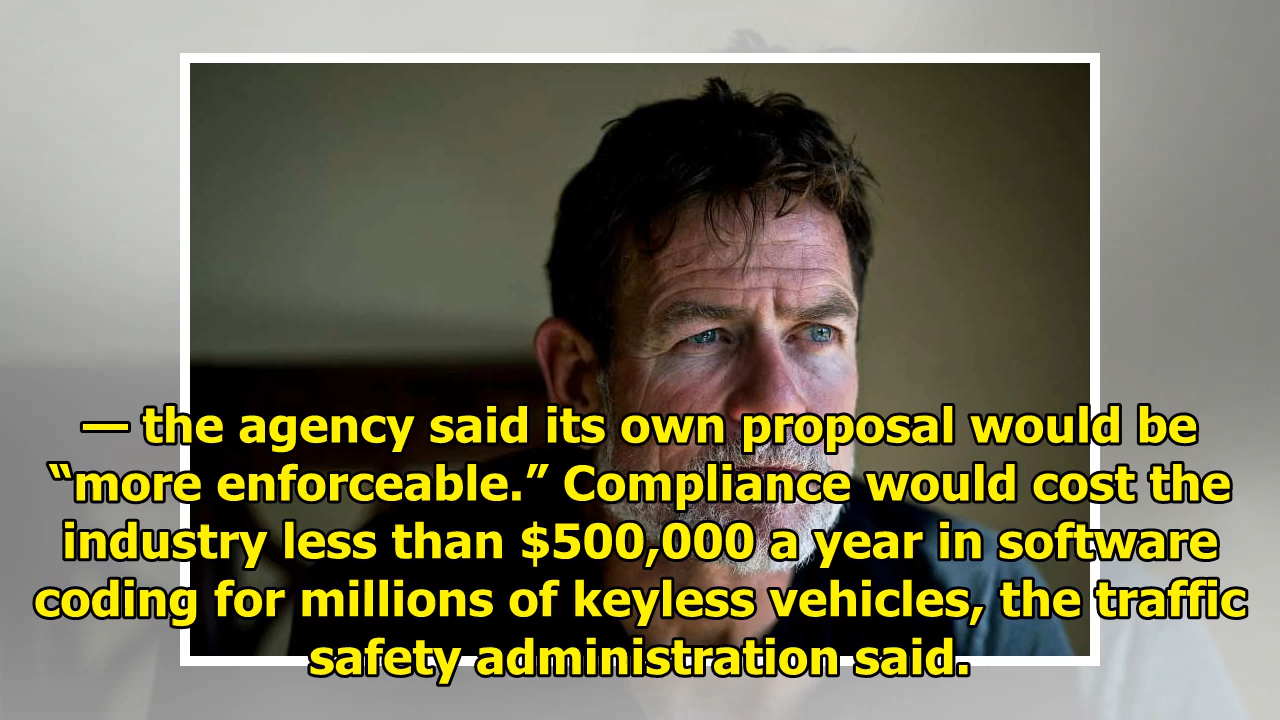 — the agency said its own proposal would be
“more enforceable.” Compliance would cost the
industry less than $500,000 a year in software
coding for millions of keyless vehicles, the traffic
safety administration said.